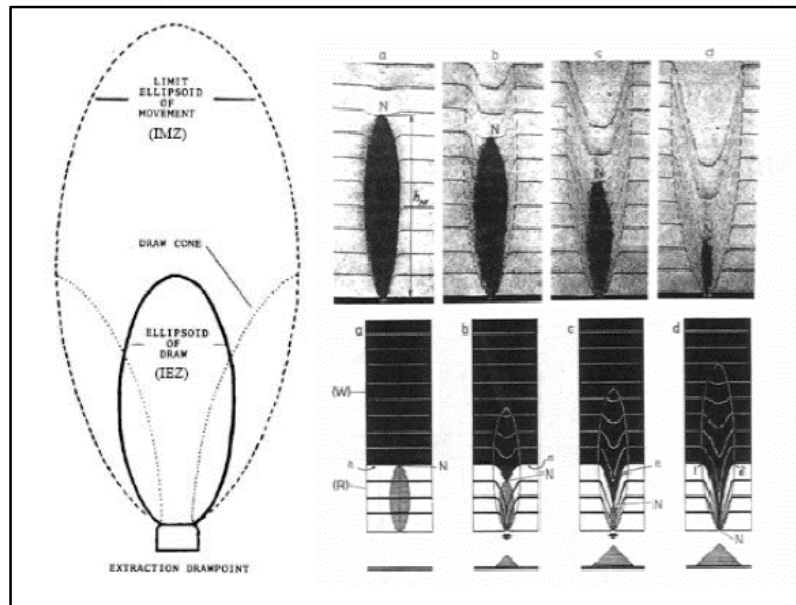 LIMIT
ELLIPSOID
OF
MOVEMENT
(IMZ)
DRAW CONE
ELLIPSOID
OF
DRAW
(IEZ)
EXTRACTION DRAWPOINT
a
b
c
d
N
N
N
N
a
b
c
d
(W)
n
N
n
N
n
N
(R)
N